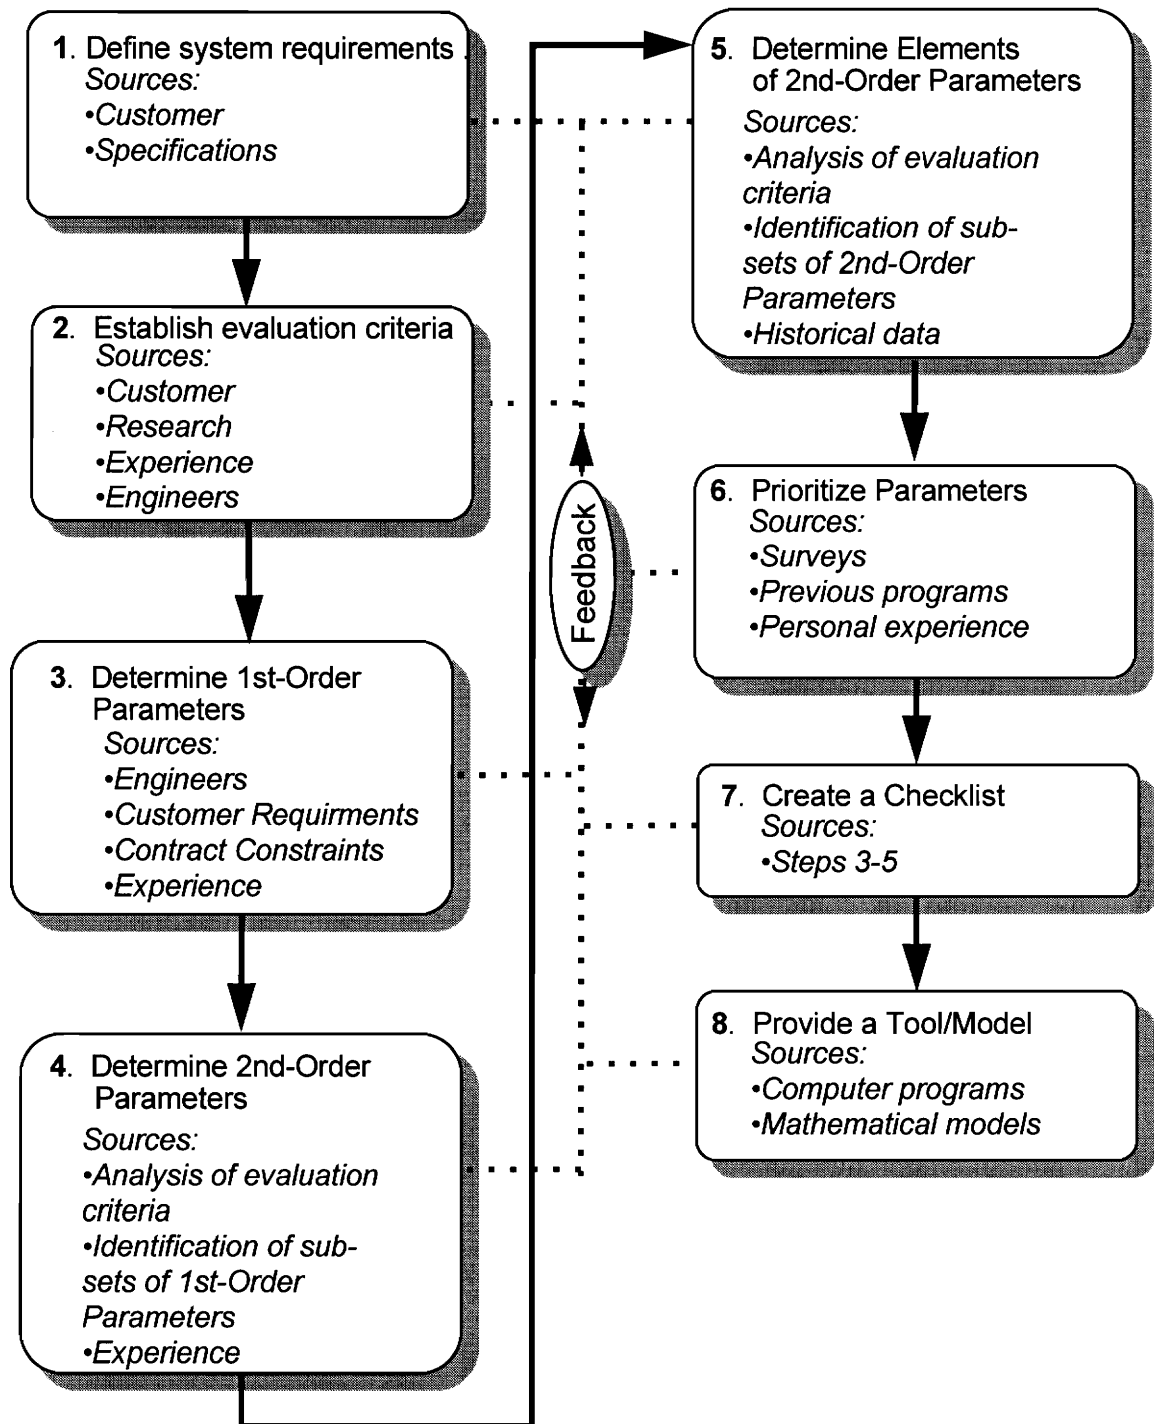 1. Define system requirements
Sources:
•Customer
•Specifications
2. Establish evaluation criteria
Sources:
•Customer
•Research
•Experience
•Engineers
3. Determine 1st-Order
Parameters
Sources:
•Engineers
•Customer Requirments
•Contract Constraints
•Experience
4. Determine 2nd-Order
Parameters
Sources:
•Analysis of evaluation
criteria
•Identification of sub-
sets of 1st-Order
Parameters
•Experience
Feedback
5. Determine Elements
of 2nd-Order Parameters
Sources:
•Analysis of evaluation
criteria
•Identification of sub-
sets of 2nd-Order
Parameters
•Historical data
6. Prioritize Parameters
Sources:
•Surveys
•Previous programs
•Personal experience
7. Create a Checklist
Sources:
•Steps 3-5
8. Provide a Tool/Model
Sources:
•Computer programs
•Mathematical models